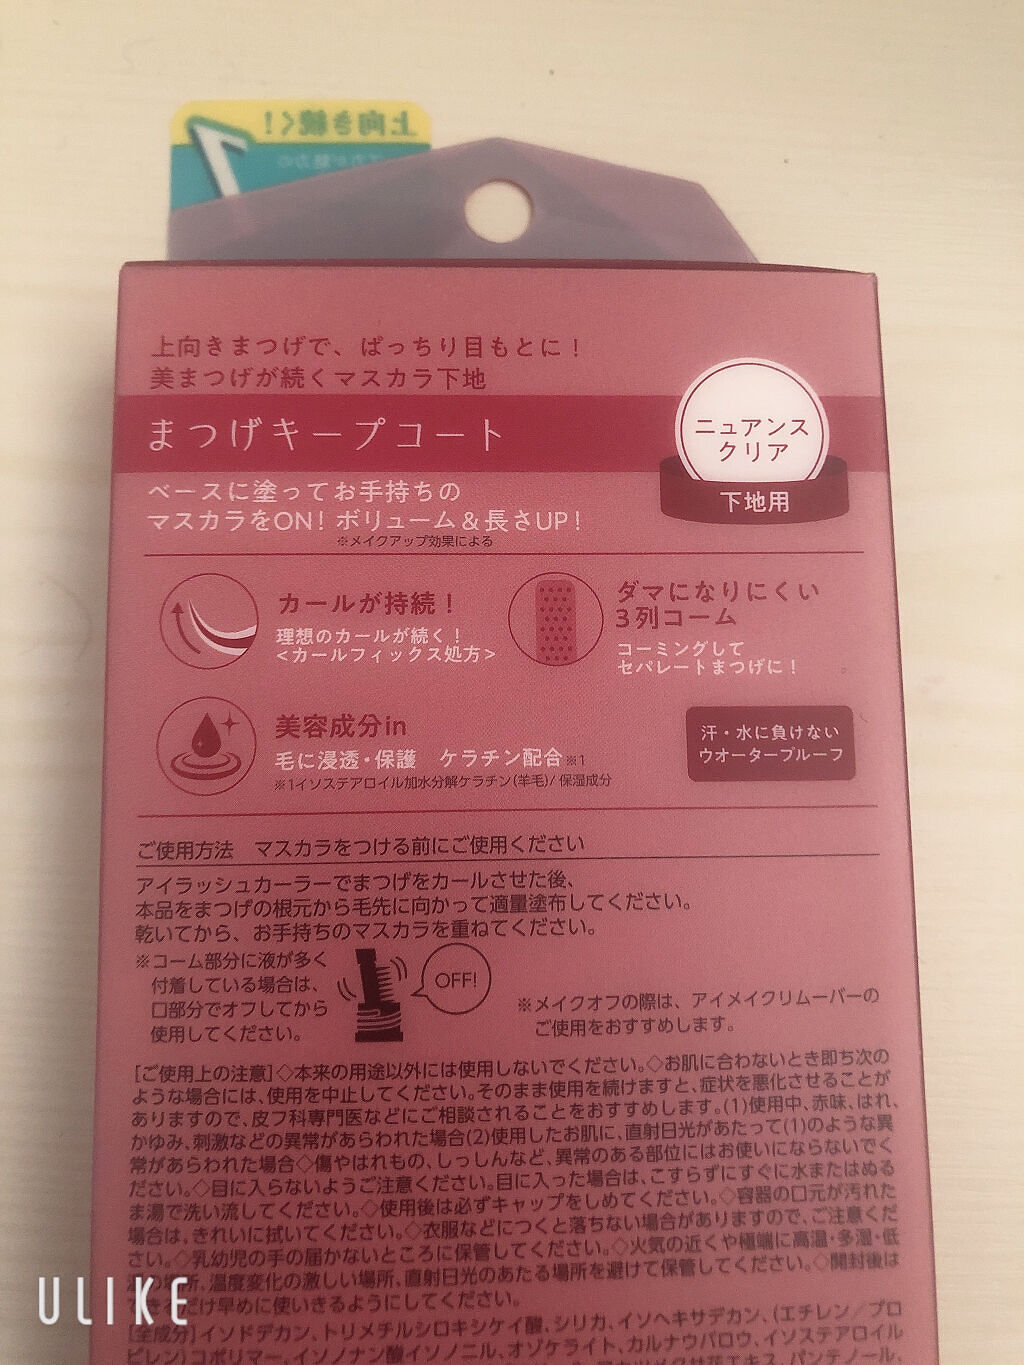 上向き続く!
上向きまつげで、ぱっちり目もとに!
美まつげが続くマスカラ下地
まつげキープコート
ニュアンス
クリア
下地用
ベースに塗ってお手持ちの
マスカラをON! ボリューム&長さUP!
※メイクアップ効果による
カールが持続!
理想のカールが続く!
<カールフィックス処方>
ダマになりにくい
3列コーム
コーミングして
セパレートまつげに!
美容成分in
毛に浸透・保護 ケラチン配合※1
※1イソステアロイル加水分解ケラチン(羊毛)/保湿成分
汗・水に負けない
ウオータープルーフ
ご使用方法 マスカラをつける前にご使用ください
アイラッシュカーラーでまつげをカールさせた後、
本品をまつげの根元から毛先に向かって適量塗布してください。
乾いてから、お手持ちのマスカラを重ねてください。
※コーム部分に液が多く
付着している場合は、
口部分でオフしてから
使用してください。
OFF!
※メイクオフの際は、アイメイクリムーバーの
ご使用をおすすめします。
[ご使用上の注意]◇本来の用途以外には使用しないでください。◇お肌に合わないとき即ち次の
ような場合には、使用を中止してください。そのまま使用を続けますと、症状を悪化させることが
ありますので、皮フ科専門医などにご相談されることをおすすめします。(1)使用中、赤味、はれ、
かゆみ、刺激などの異常があらわれた場合(2)使用したお肌に、直射日光があたって(1)のような異
常があらわれた場合◇傷やはれもの、しっしんなど、異常のある部位にはお使いにならないでく
ださい。◇目に入らないようご注意ください。目に入った場合は、こすらずにすぐに水またはぬる
ま湯で洗い流してください。◇使用後は必ずキャップをしめてください。◇容器の口元が汚れた
場合は、きれいに拭いてください。◇衣服などにつくと落ちない場合がありますので、ご注意くだ
さい。◇乳幼児の手の届かないところに保管してください。◇火気の近くや極端に高温・多湿・低
の場所、温度変化の激しい場所、直射日光のあたる場所を避けて保管してください。◇開封後は
できるだけ早めに使いきるようにしてください。
[全成分]イソドデカン、トリメチルシロキシケイ酸、シリカ、イソヘキサデカン、(エチレン/プロ
ピレン)コポリマー、イソノナン酸イソノニル、オゾケライト、カルナウバロウ、イソステアロイル
エキス、パンテノール、
ULIKE